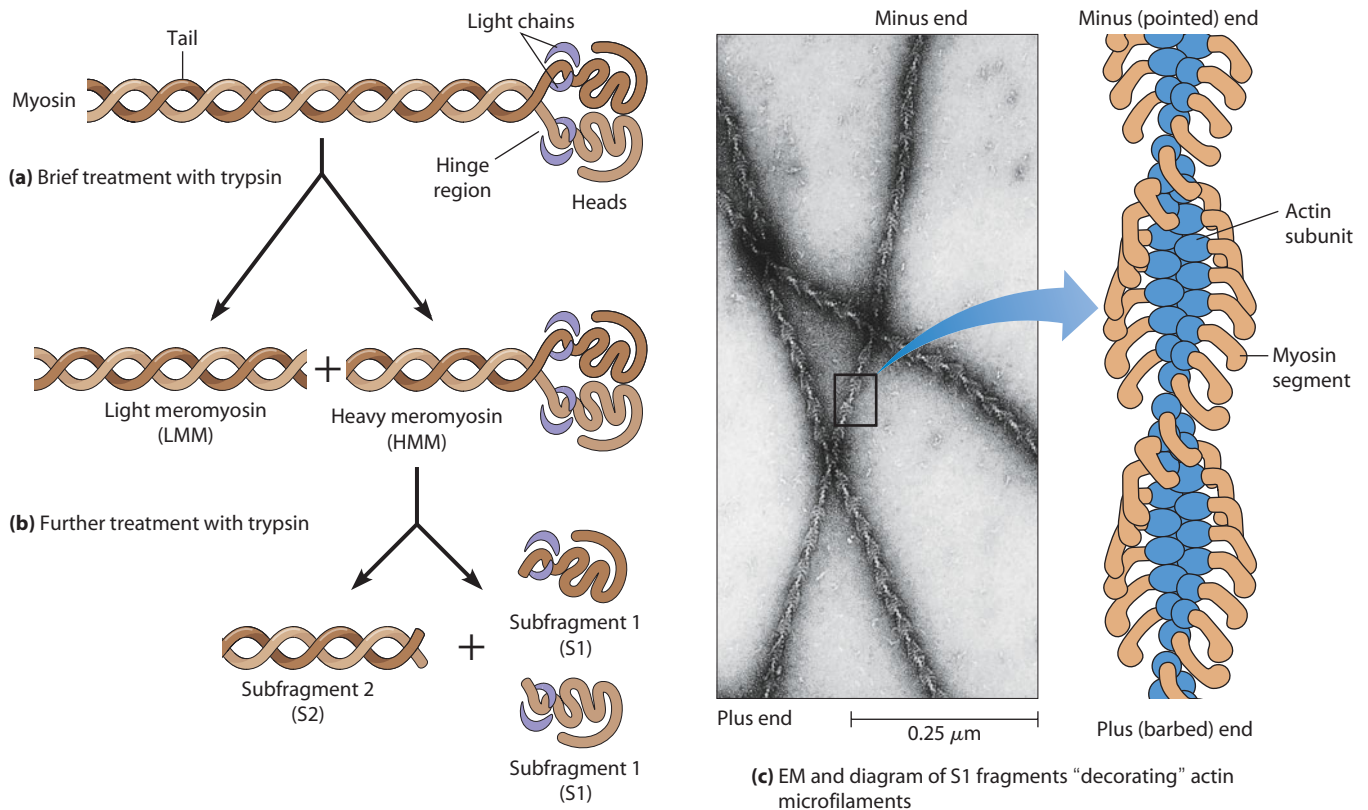 Light chains
Tail
Myosin
Hinge
region
Heads
(a) Brief treatment with trypsin
+
Light meromyosin
(LMM)
Heavy meromyosin
(HMM)
(b) Further treatment with trypsin
+
Subfragment 2
(S2)
Subfragment 1
(S1)
Subfragment 1
(S1)
Minus end
Plus end
0.25 μm
Minus (pointed) end
Actin
subunit
Myosin
segment
Plus (barbed) end
(c) EM and diagram of S1 fragments “decorating” actin
microfilaments